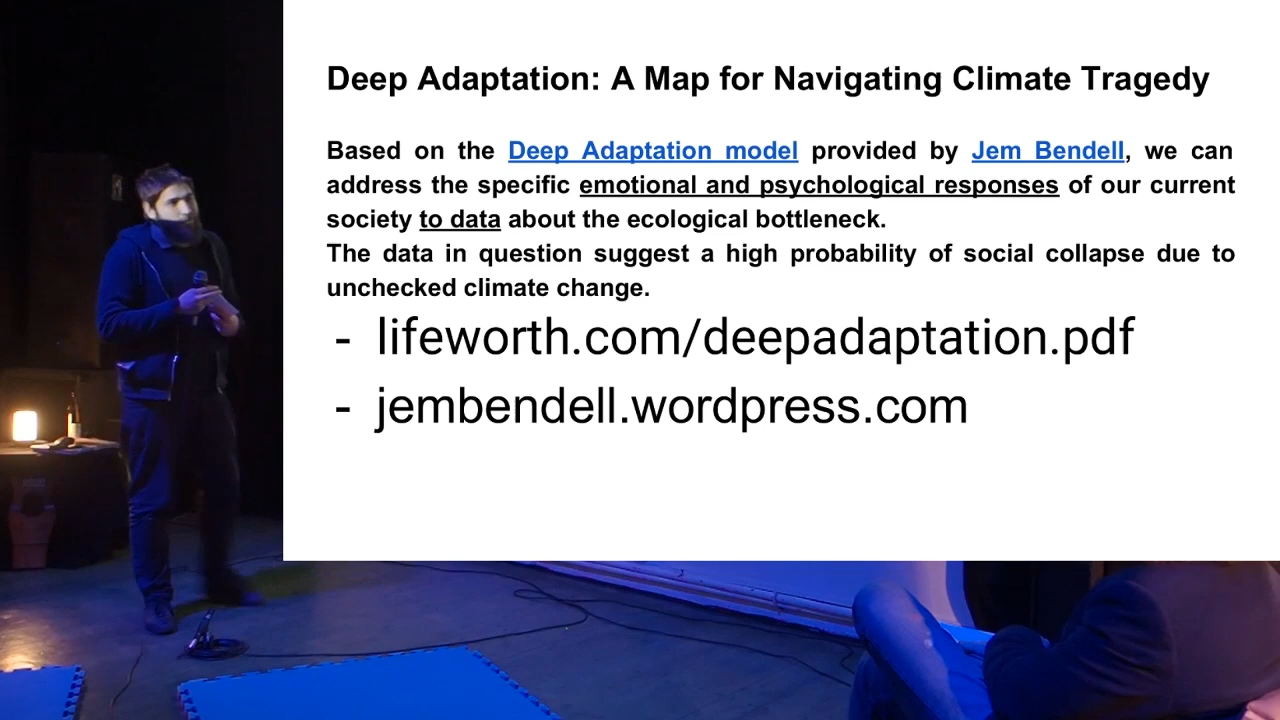 Deep Adaptation: A Map for Navigating Climate Tragedy
Based on the Deep Adaptation model provided by Jem Bendell, we can
address the specific emotional and psychological responses of our current
society to data about the ecological bottleneck.
The data in question suggest a high probability of social collapse due to
unchecked climate change.
- lifeworth.com/deepadaptation.pdf
- jembendell.wordpress.com